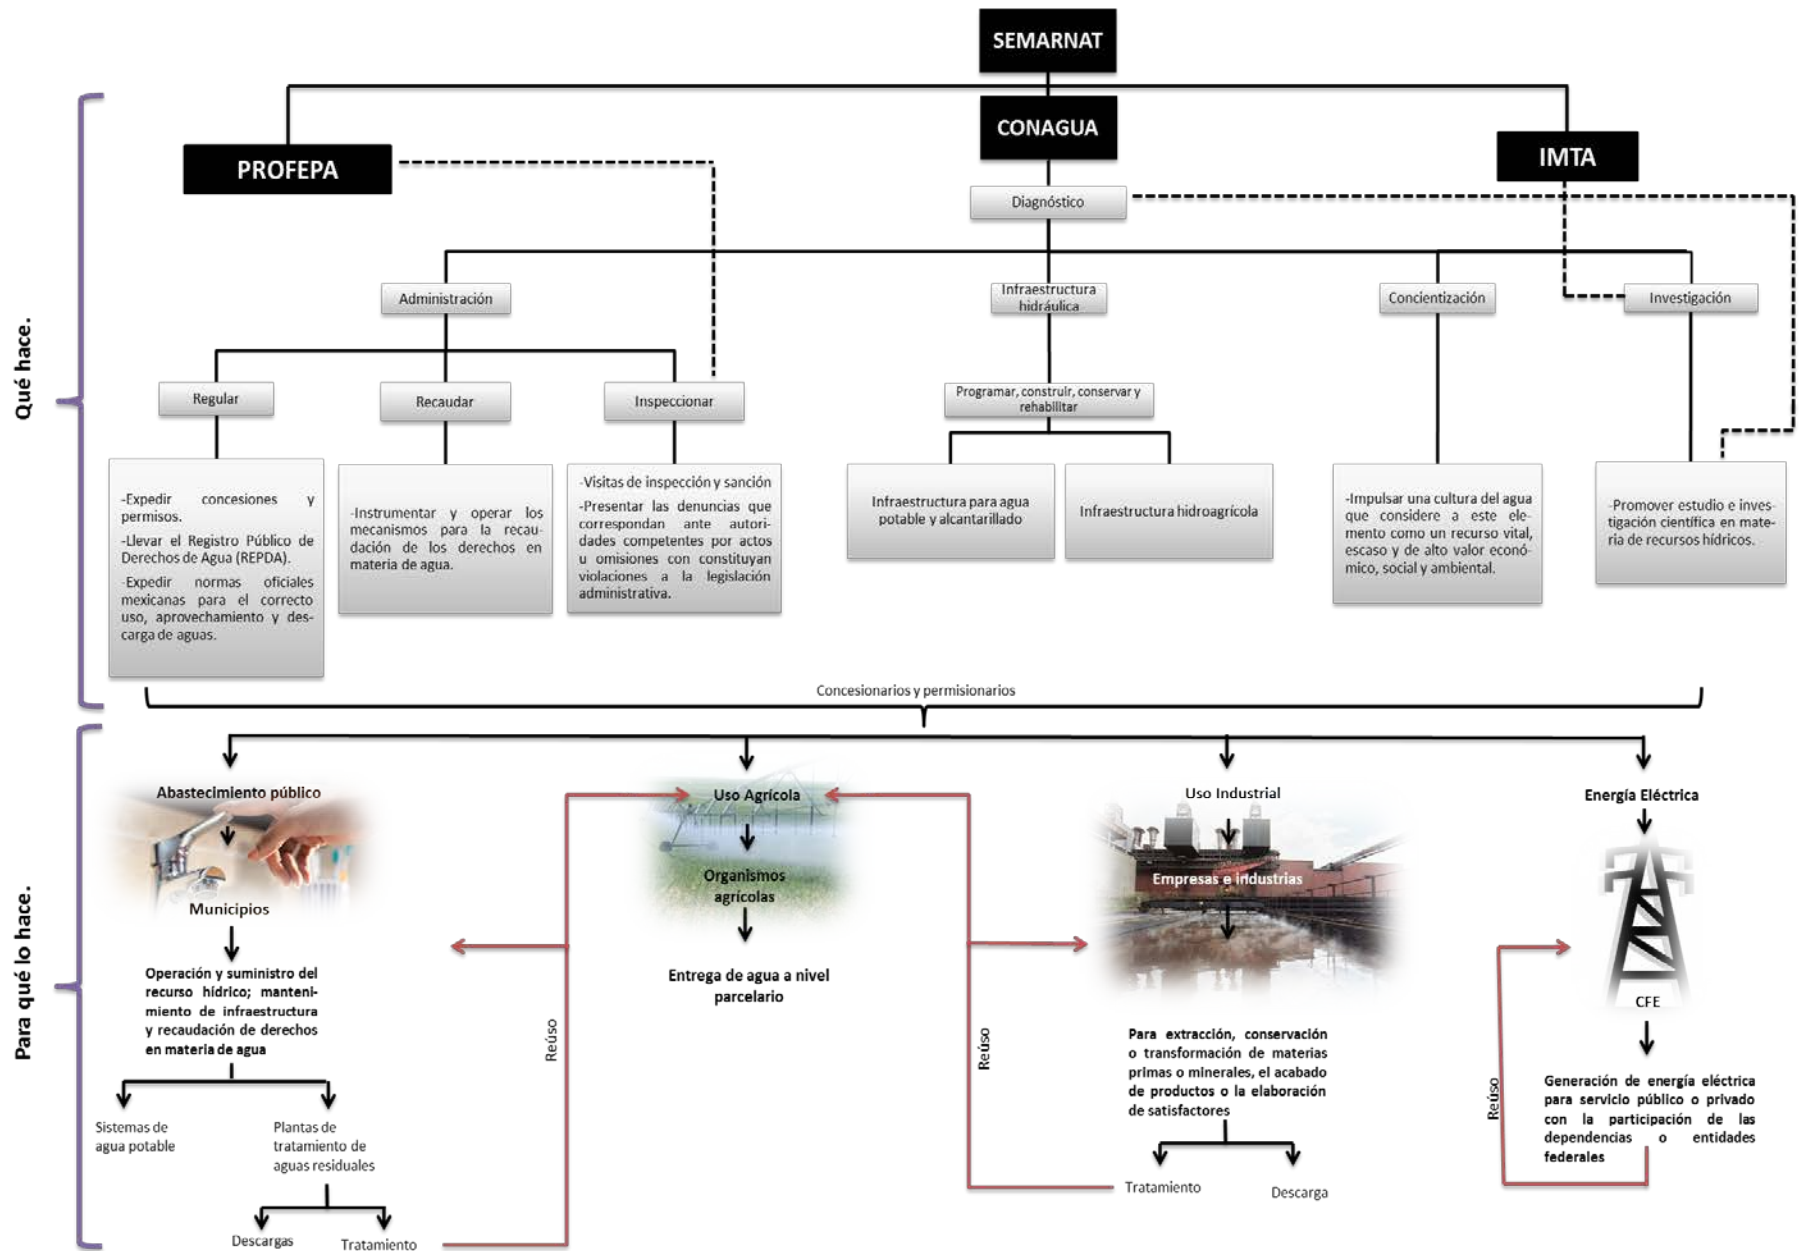 SEMARNAT
CONAGUA
PROFEPA
IMTA
Diagnóstico
Qué hace.
Administración
Infraestructura
hidráulica
Concientización
Investigación
Regular
Recaudar
Inspeccionar
Programar, construir, conservar y
rehabilitar
-Expedir concesiones y
permisos.
-Llevar el Registro Público de
Derechos de Agua (REPDA).
-Expedir normas oficiales
mexicanas para el correcto
uso, aprovechamiento y des-
carga de aguas.
-Instrumentar y operar los
mecanismos para la recau-
dación de los derechos en
materia de agua.
-Visitas de inspección y sanción
-Presentar las denuncias que
correspondan ante autori-
dades competentes por actos
u omisiones con constituyan
violaciones a la legislación
administrativa.
Infraestructura para agua
potable y alcantarillado
Infraestructura hidroagrícola
-Impulsar una cultura del agua
que considere a este ele-
mento como un recurso vital,
escaso y de alto valor econó-
mico, social y ambiental.
-Promover estudio e inves-
tigación científica en mate-
ria de recursos hídricos.
Concesionarios y permisionarios
Para qué lo hace.
Abastecimiento público
Municipios
Operación y suministro del
recurso hídrico; manteni-
miento de infraestructura
y recaudación de derechos
en materia de agua
Sistemas de
agua potable
Plantas de
tratamiento de
aguas residuales
Descargas
Tratamiento
Reúso
Uso Agrícola
Organismos
agrícolas
Entrega de agua a nivel
parcelario
Reúso
Uso Industrial
Empresas e industrias
Para extracción, conservación
o transformación de materias
primas o minerales, el acabado
de productos o la elaboración
de satisfactores
Tratamiento
Descarga
Energía Eléctrica
CFE
Reúso
Generación de energía eléctrica
para servicio público o privado
con la participación de las
dependencias o entidades
federales